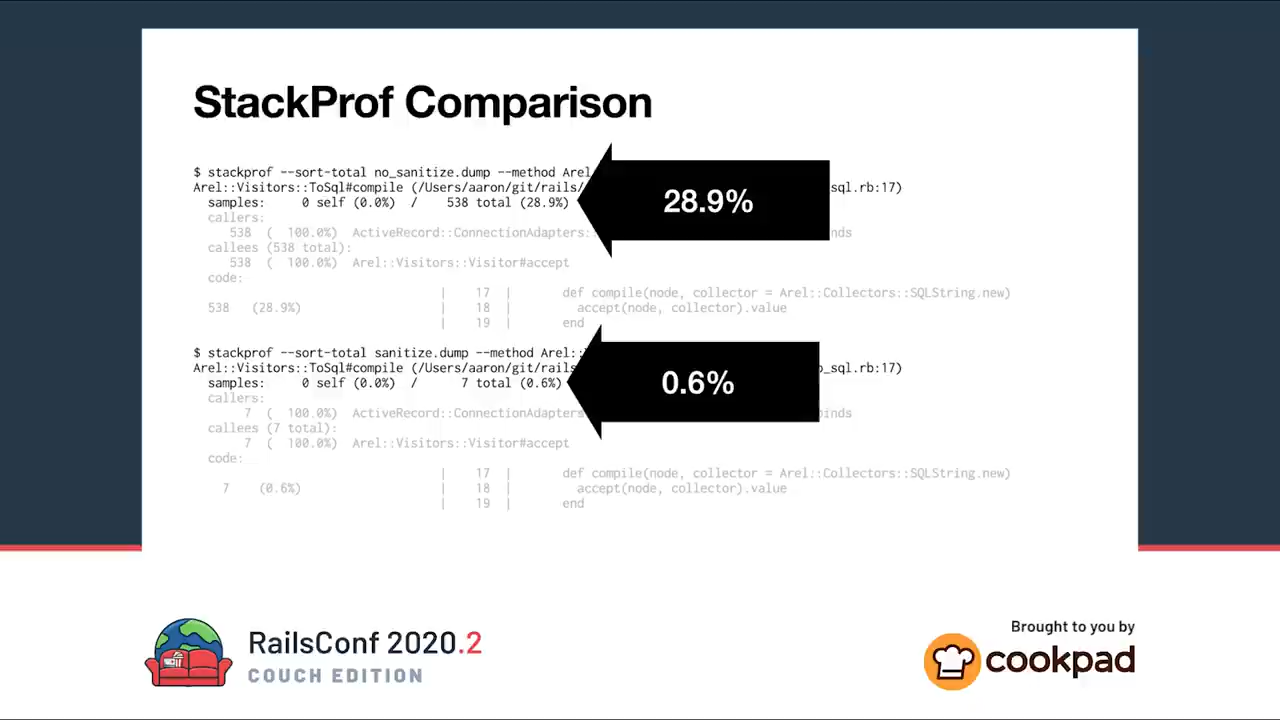 StackProf Comparison
$ stackprof --sort-total no_sanitize.dump --method Arel
Arel::Visitors::ToSql#compile (/Users/aaron/git/rails/ sql.rb:17)
samples: 0 self (0.0%) / 538 total (28.9%)
28.9%
callers:
538 ( 100.0%) ActiveRecord::ConnectionAdapters::
callees (538 total):
538 ( 100.0%) Arel::Visitors::Visitor#accept
code:
| 17 | def compile(node, collector = Arel::Collectors::SQLString.new)
538 (28.9%) | 18 | accept(node, collector).value
| 19 | end
$ stackprof --sort-total sanitize.dump --method Arel::
Arel::Visitors::ToSql#compile (/Users/aaron/git/rails _sql.rb:17)
samples: 0 self (0.0%) / 7 total (0.6%)
0.6%
callers:
7 ( 100.0%) ActiveRecord::ConnectionAdapters
callees (7 total):
7 ( 100.0%) Arel::Visitors::Visitor#accept
code:
| 17 | def compile(node, collector = Arel::Collectors::SQLString.new)
7 (0.6%) | 18 | accept(node, collector).value
| 19 | end
RailsConf 2020.2
COUCH EDITION
Brought to you by
cookpad